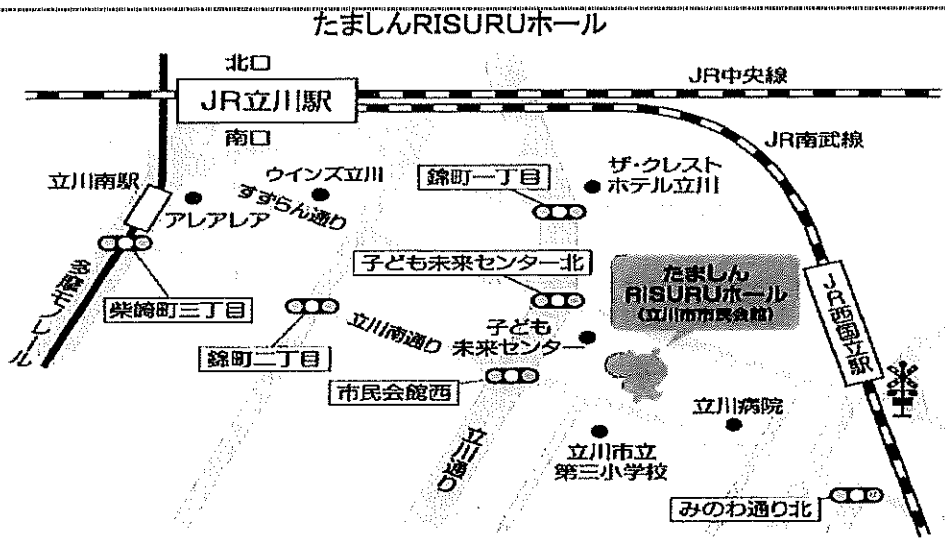 たましんRISURUホール
北口
JR中央線
JR立川駅
南口
JR南武線
立川南駅
ウインズ立川
錦町一丁目
ザ・クレスト
ホテル立川
アレアレア
すずらん通り
子ども未来センター北
たましん
RISURUホール
(立川市市民会館)
多摩モノレール
柴崎町三丁目
錦町二丁目
立川南通り
子ども
未来センター
JR西国立駅
市民会館西
立川病院
立川通り
立川市立
第三小学校
みのわ通り北